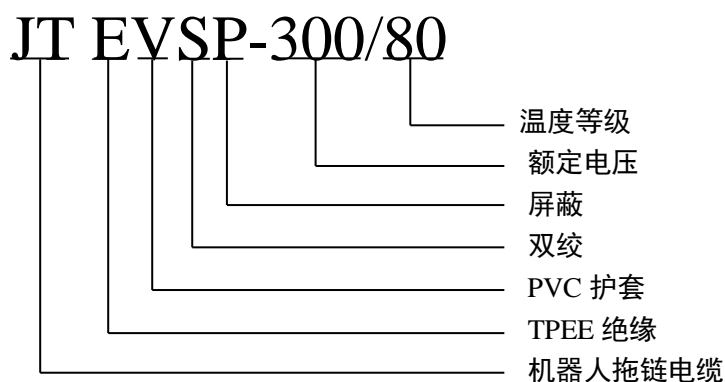 JT EVSP-300/80
温度等级
额定电压
屏蔽
双绞
PVC 护套
TPEE 绝缘
机器人拖链电缆